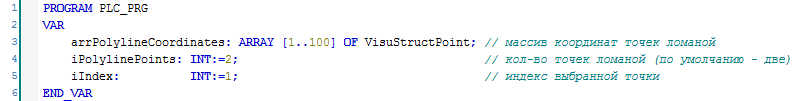 1 PROGRAM PLC_PRG
2 VAR
3 arrPolylineCoordinates: ARRAY [1..100] OF VisuStructPoint; // массив координат точек ломаной
4 iPolylinePoints: INT:=2; // кол-во точек ломаной (по умолчанию - две)
5 iIndex: INT:=1; // индекс выбранной точки
6 END_VAR